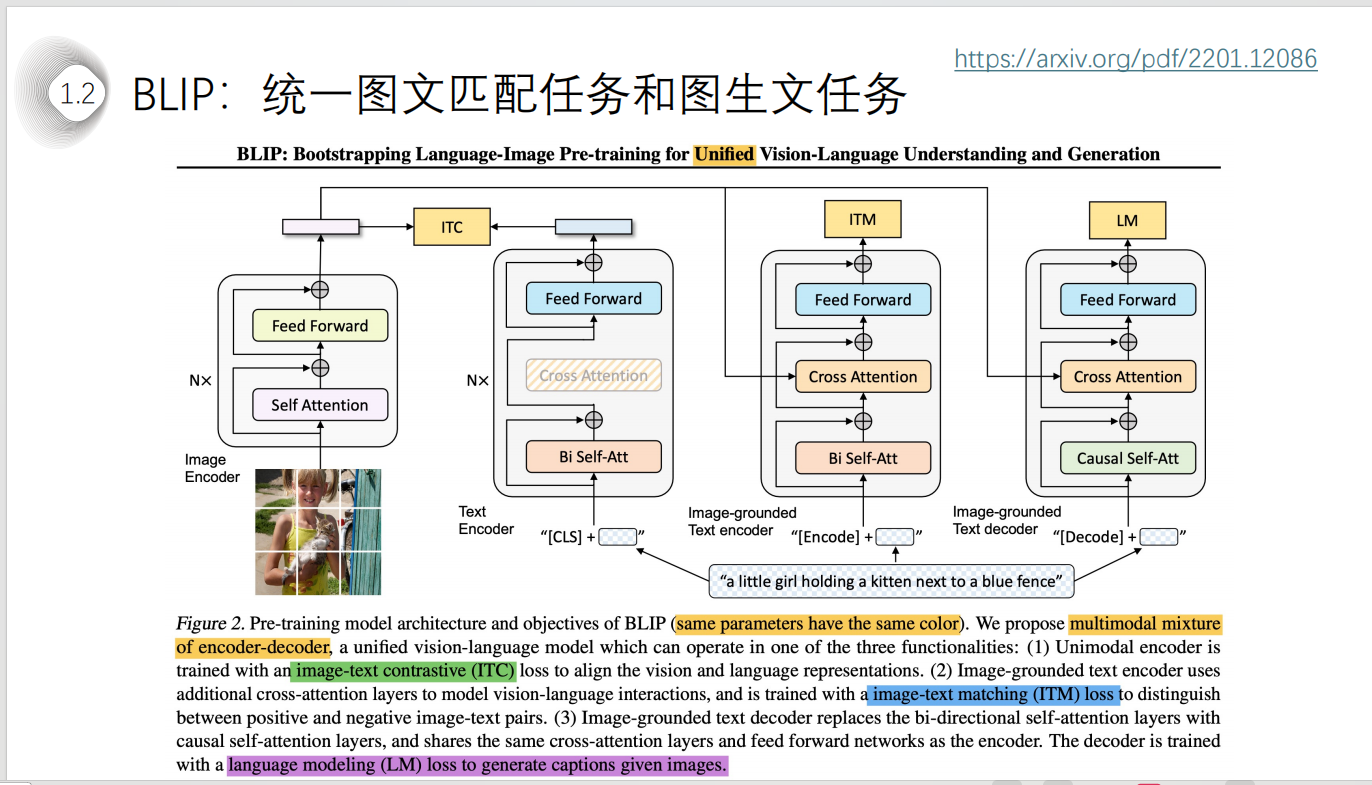 https://arxiv.org/pdf/2201.12086
1.2
BLIP：统一图文匹配任务和图生文任务
BLIP: Bootstrapping Language-Image Pre-training for Unified Vision-Language Understanding and Generation
ITC
ITM
LM
Feed Forward
Feed Forward
Feed Forward
Feed Forward
N×
N×
Cross Attention
Cross Attention
Cross Attention
Self Attention
Bi Self-Att
Bi Self-Att
Causal Self-Att
Image
Encoder
Text
Encoder
Image-grounded
Text encoder
Image-grounded
Text decoder
“[CLS] + ”
“[Encode] + ”
“[Decode] + ”
“a little girl holding a kitten next to a blue fence”
Figure 2. Pre-training model architecture and objectives of BLIP (same parameters have the same color). We propose multimodal mixture
of encoder-decoder, a unified vision-language model which can operate in one of the three functionalities: (1) Unimodal encoder is
trained with an image-text contrastive (ITC) loss to align the vision and language representations. (2) Image-grounded text encoder uses
additional cross-attention layers to model vision-language interactions, and is trained with a image-text matching (ITM) loss to distinguish
between positive and negative image-text pairs. (3) Image-grounded text decoder replaces the bi-directional self-attention layers with
causal self-attention layers, and shares the same cross-attention layers and feed forward networks as the encoder. The decoder is trained
with a language modeling (LM) loss to generate captions given images.